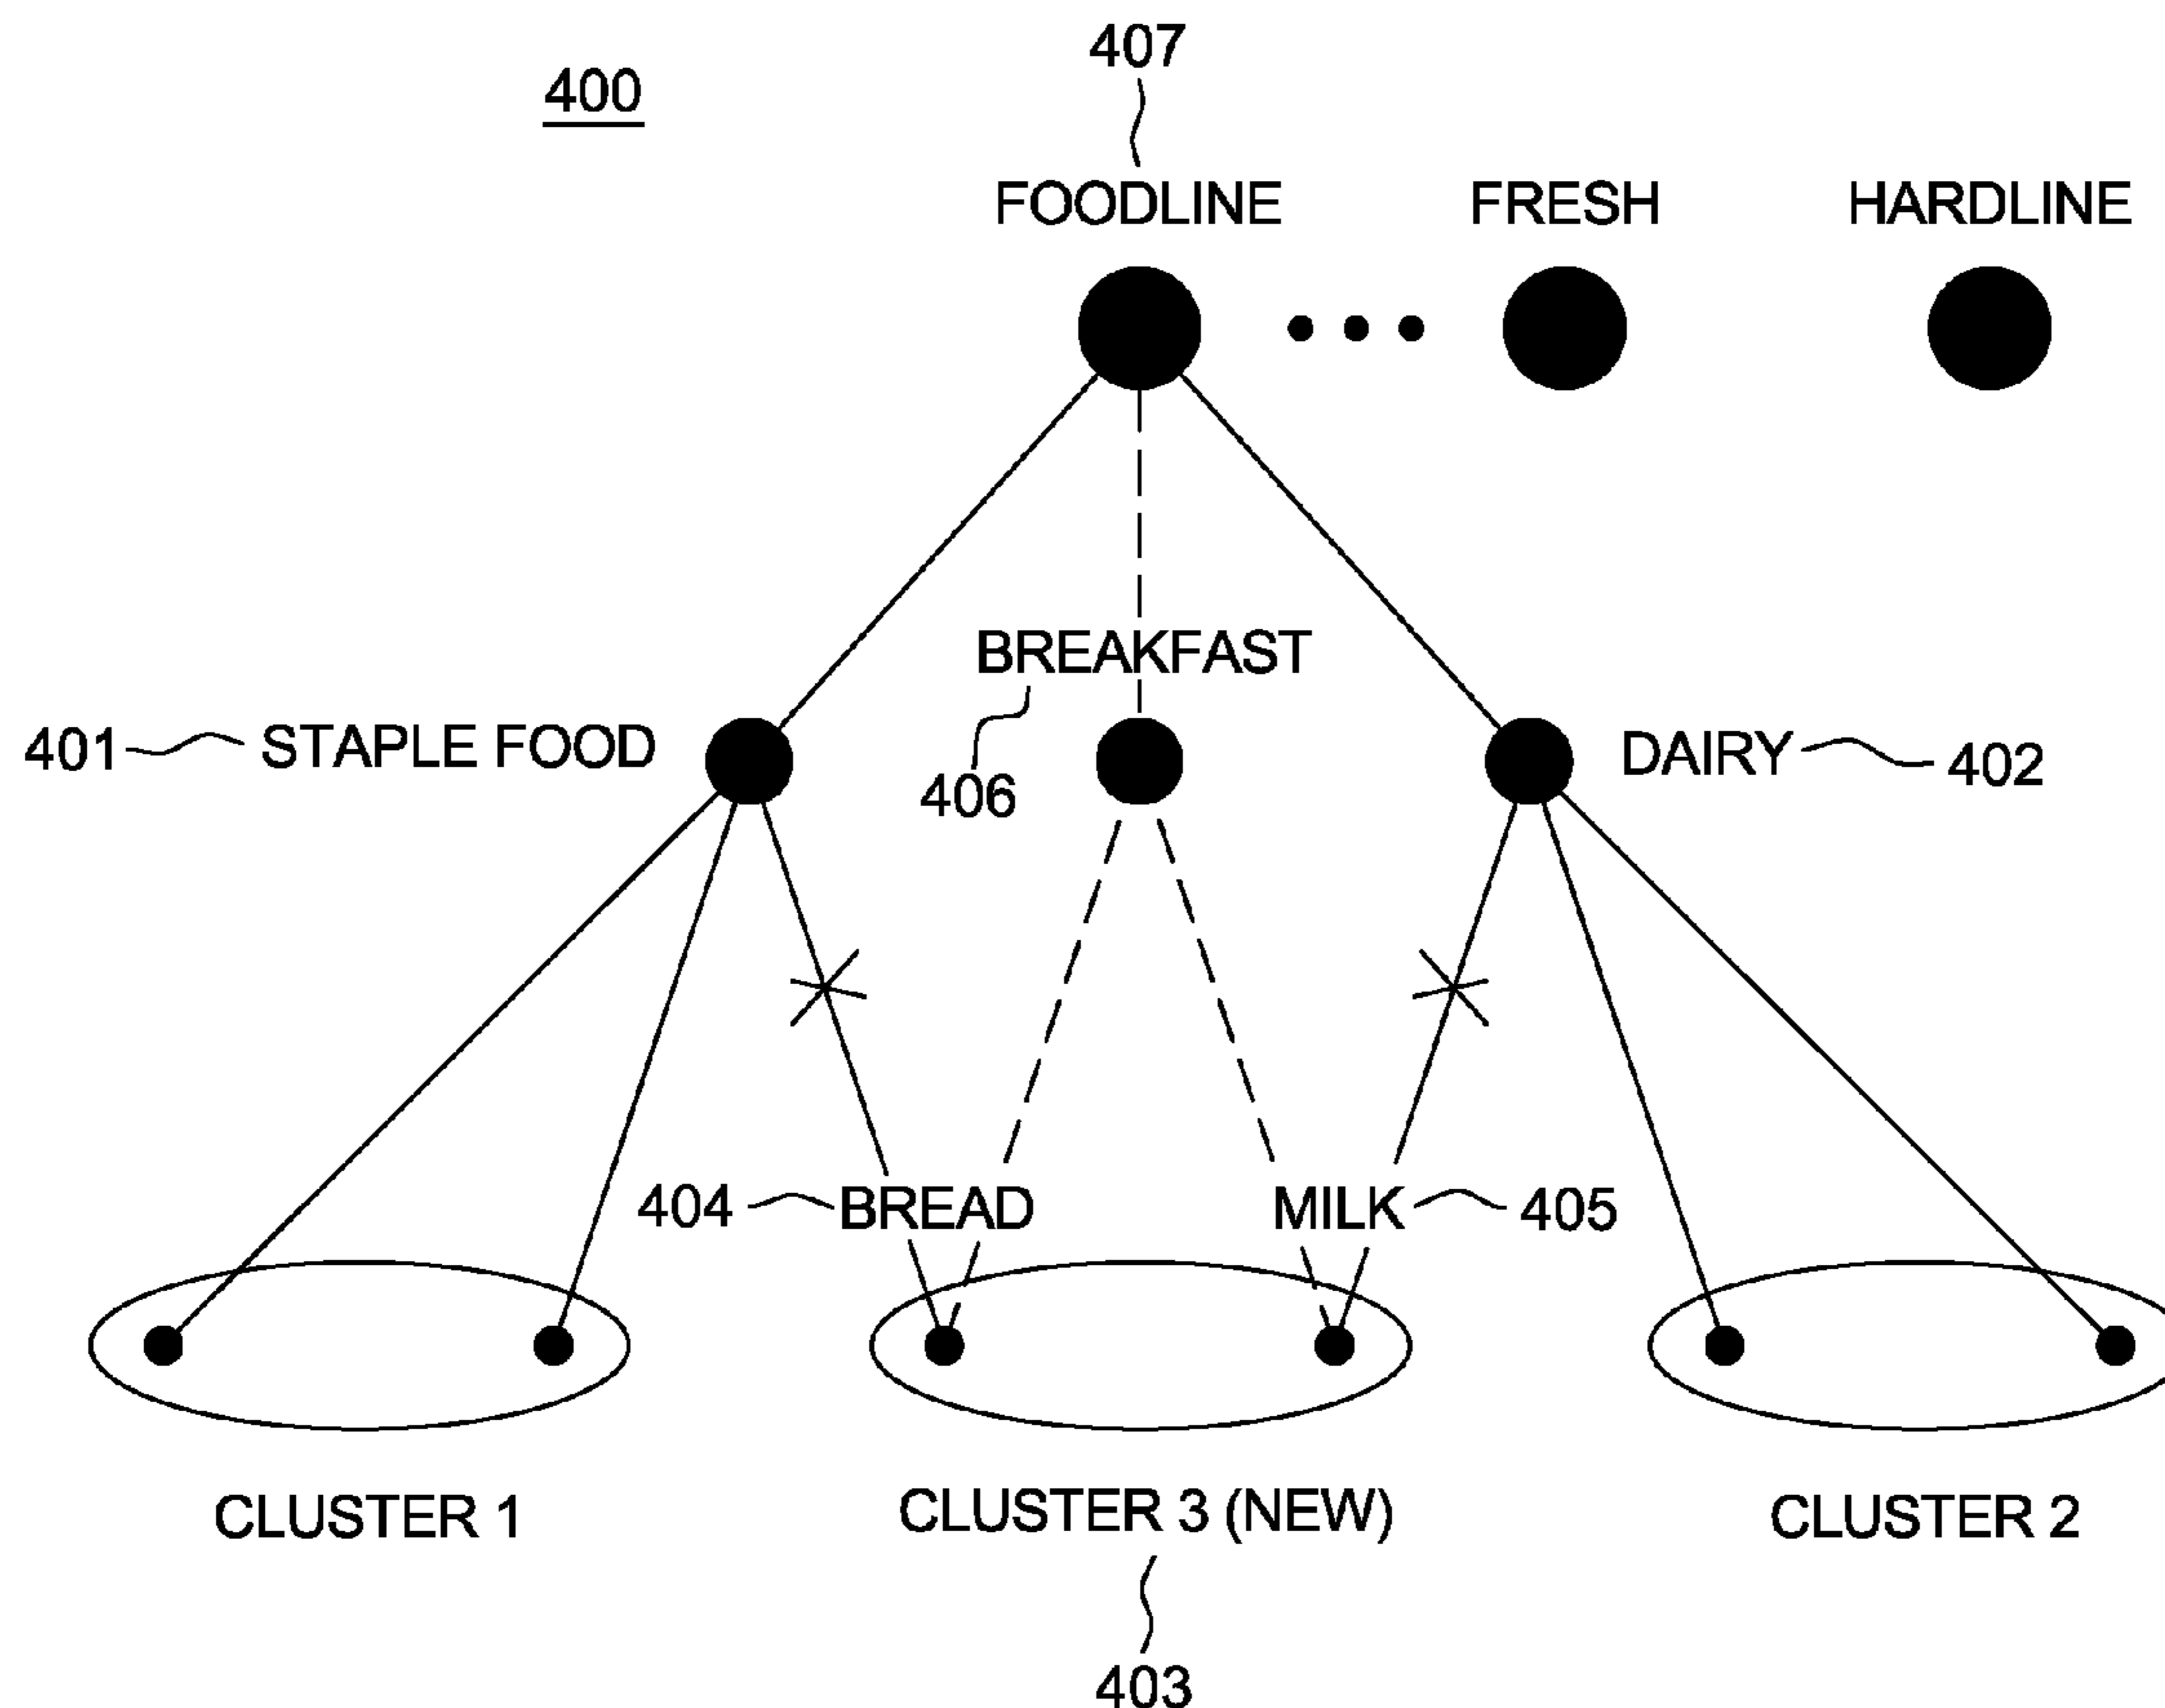 407
400
FOODLINE FRESH HARDLINE
BREAKFAST
401 STAPLE FOOD DAIRY 402
406
404 BREAD MILK 405
CLUSTER 1 CLUSTER 3 (NEW) CLUSTER 2
403